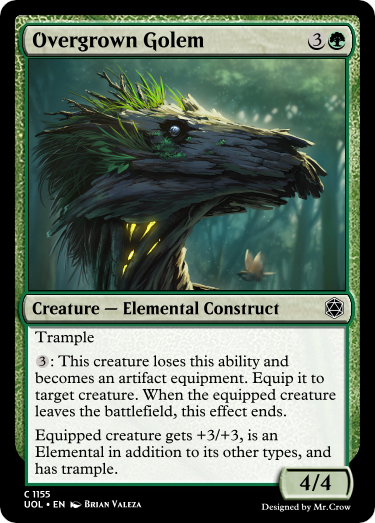 Overgrown Golem 3
Creature — Elemental Construct
Trample
3: This creature loses this ability and
becomes an artifact equipment. Equip it to
target creature. When the equipped creature
leaves the battlefield, this effect ends.
Equipped creature gets +3/+3, is an
Elemental in addition to its other types, and
has trample.
4/4
C 1155
UOL • EN Brian Valeza
Designed by Mr.Crow